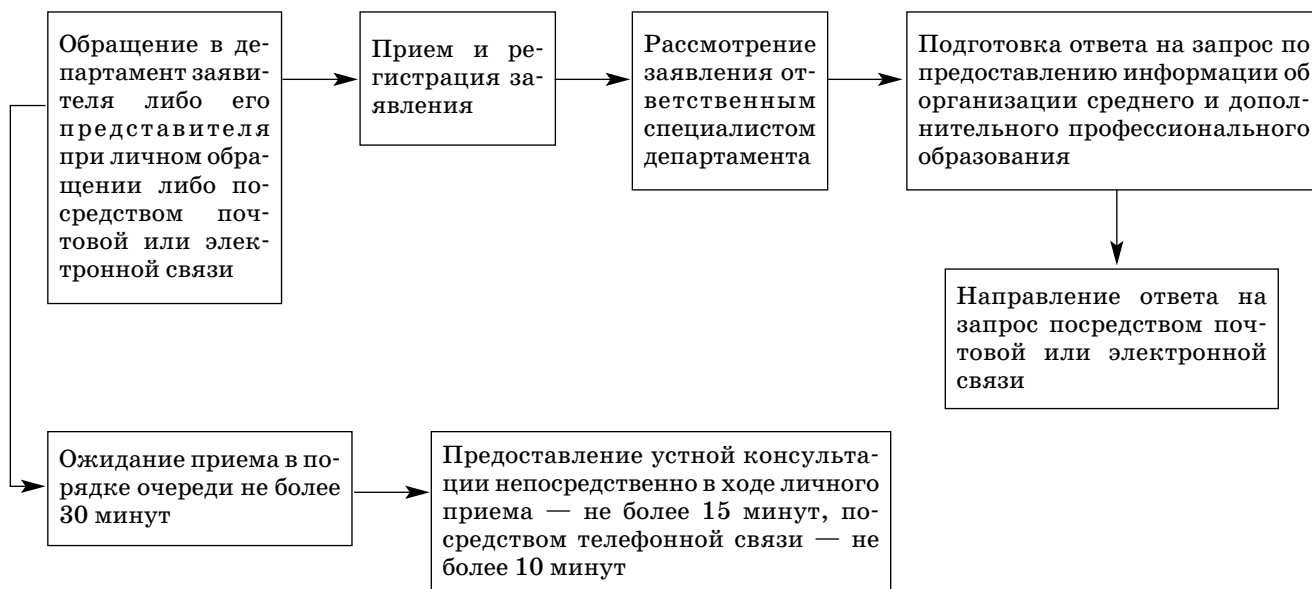 Обращение в де-
партамент заяви-
теля либо его
представителя
при личном обра-
щении либо по-
средством поч-
товой или элек-
тронной связи
Прием и ре-
гистрация за-
явления
Рассмотрение
заявления от-
ветственным
специалистом
департамента
Подготовка ответа на запрос по
предоставлению информации об
организации среднего и допол-
нительного профессионального
образования
Направление ответа на
запрос посредством поч-
товой или электронной
связи
Ожидание приема в по-
рядке очереди не более
30 минут
Предоставление устной консульта-
ции непосредственно в ходе личного
приема — не более 15 минут, по-
средством телефонной связи — не
более 10 минут